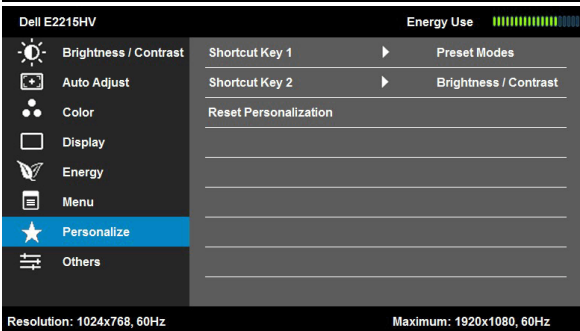 Dell E2215HV Energy Use
Brightness / Contrast Shortcut Key 1 Preset Modes
Auto Adjust Shortcut Key 2 Brightness / Contrast
Color Reset Personalization
Display
Energy
Menu
Personalize
Others
Resolution: 1024x768, 60Hz Maximum: 1920x1080, 60Hz